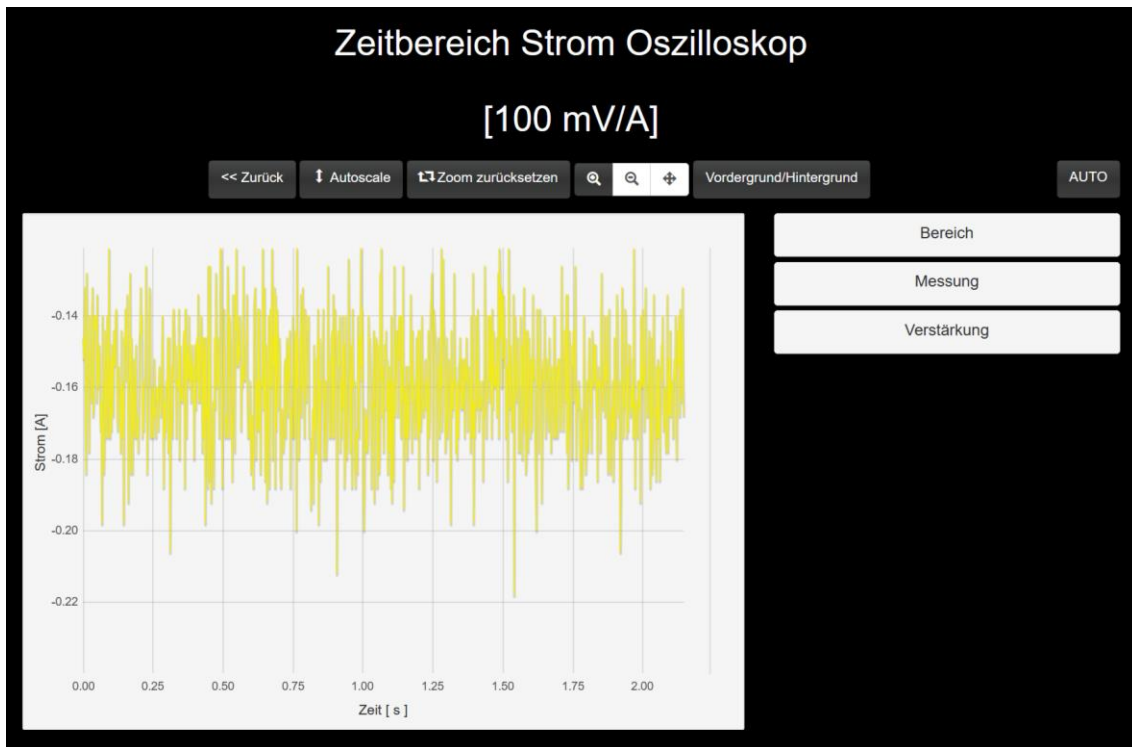 Zeitbereich Strom Oszilloskop
[100 mV/A]
<< Zurück Autoscale Zoom zurücksetzen Vordergrund/Hintergrund AUTO
Bereich
Messung
Verstärkung
-0.14
-0.16
-0.18
-0.20
-0.22
Strom [A]
0.00 0.25 0.50 0.75 1.00 1.25 1.50 1.75 2.00
Zeit [ s ]